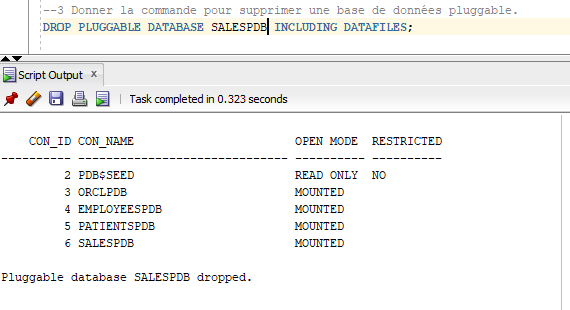 --3 Donner la commande pour supprimer une base de données pluggable.
DROP PLUGGABLE DATABASE SALESPDB INCLUDING DATAFILES;
Script Output x
Task completed in 0.323 seconds
CON_ID CON_NAME                       OPEN MODE  RESTRICTED
---------- ------------------------------ ---------- ----------
2 PDB$SEED                       READ ONLY  NO
3 ORCLPDB                        MOUNTED
4 EMPLOYEESPDB                   MOUNTED
5 PATIENTSPDB                    MOUNTED
6 SALESPDB                       MOUNTED
Pluggable database SALESPDB dropped.